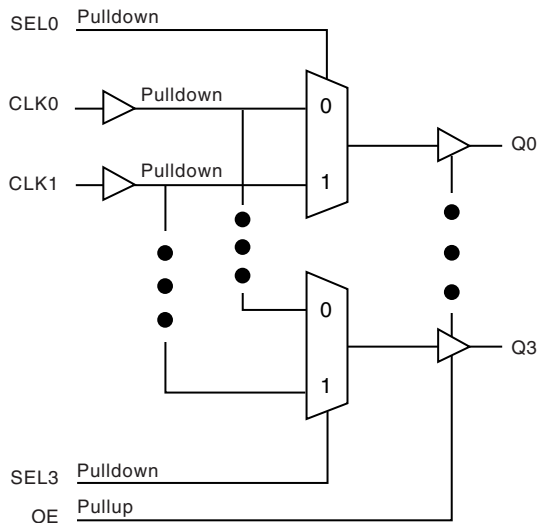 SEL0 Pulldown
CLK0 Pulldown 0
Q0
CLK1 Pulldown 1
0
Q3
1
SEL3 Pulldown
OE Pullup